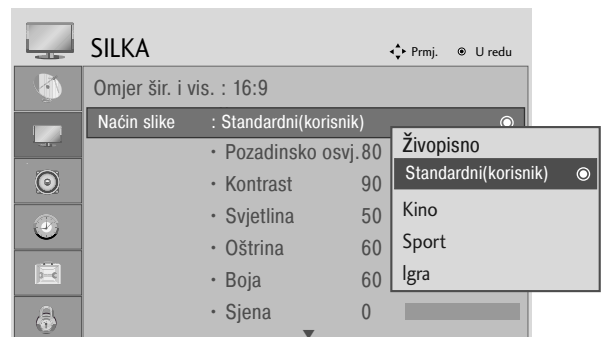 SILKA
Prmj. U redu
Omjer šir. i vis. : 16:9
Naćin slike : Standardni(korisnik)
• Pozadinsko osvj.80
• Kontrast 90
• Svjetlina 50
• Oštrina 60
• Boja 60
• Sjena 0
Živopisno
Standardni(korisnik)
Kino
Sport
Igra